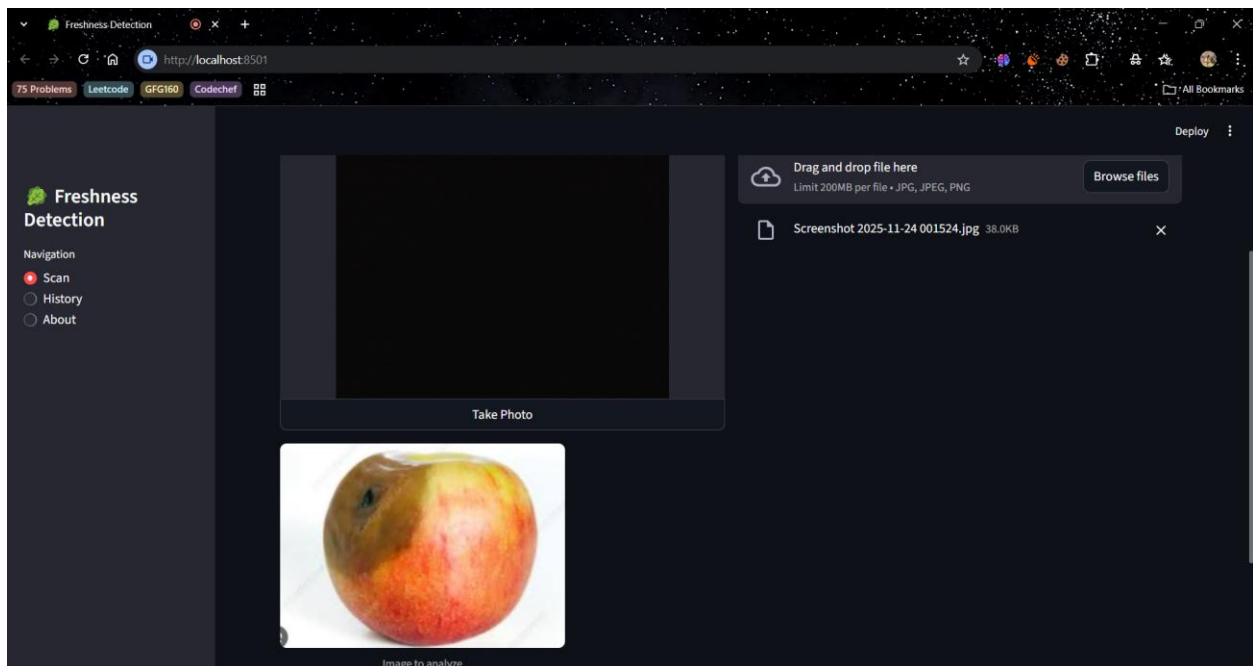 Freshness Detection
http://localhost:8501
75 Problems
Leetcode
GFG160
Codechef
All Bookmarks
Deploy
Freshness
Detection
Navigation
Scan
History
About
Drag and drop file here
Limit 200MB per file • JPG, JPEG, PNG
Browse files
Screenshot 2025-11-24 001524.jpg 38.0KB
Take Photo
Image to analyze